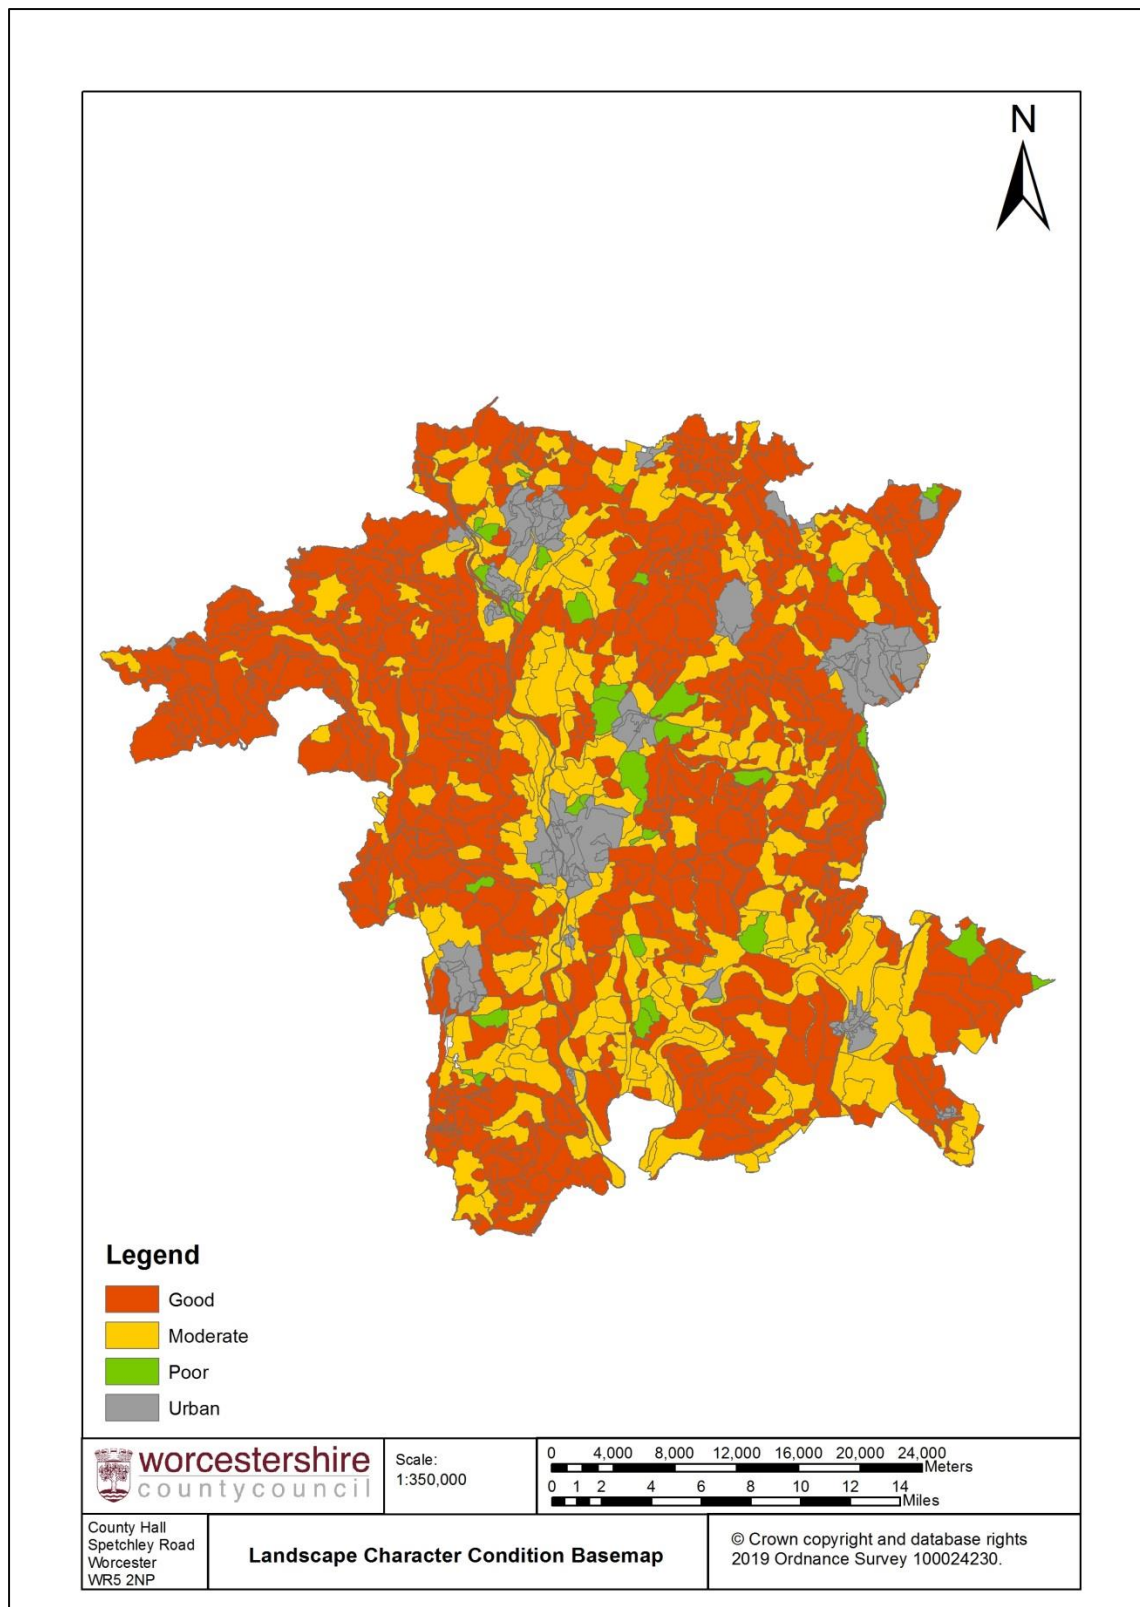 N
Legend
Good
Moderate
Poor
Urban
worcestershire
countycouncil
Scale:
1:350,000
0 4,000 8,000 12,000 16,000 20,000 24,000
Meters
0 1 2 4 6 8 10 12 14
Miles
County Hall
Spetchley Road
Worcester
WR5 2NP
Landscape Character Condition Basemap
© Crown copyright and database rights
2019 Ordnance Survey 100024230.